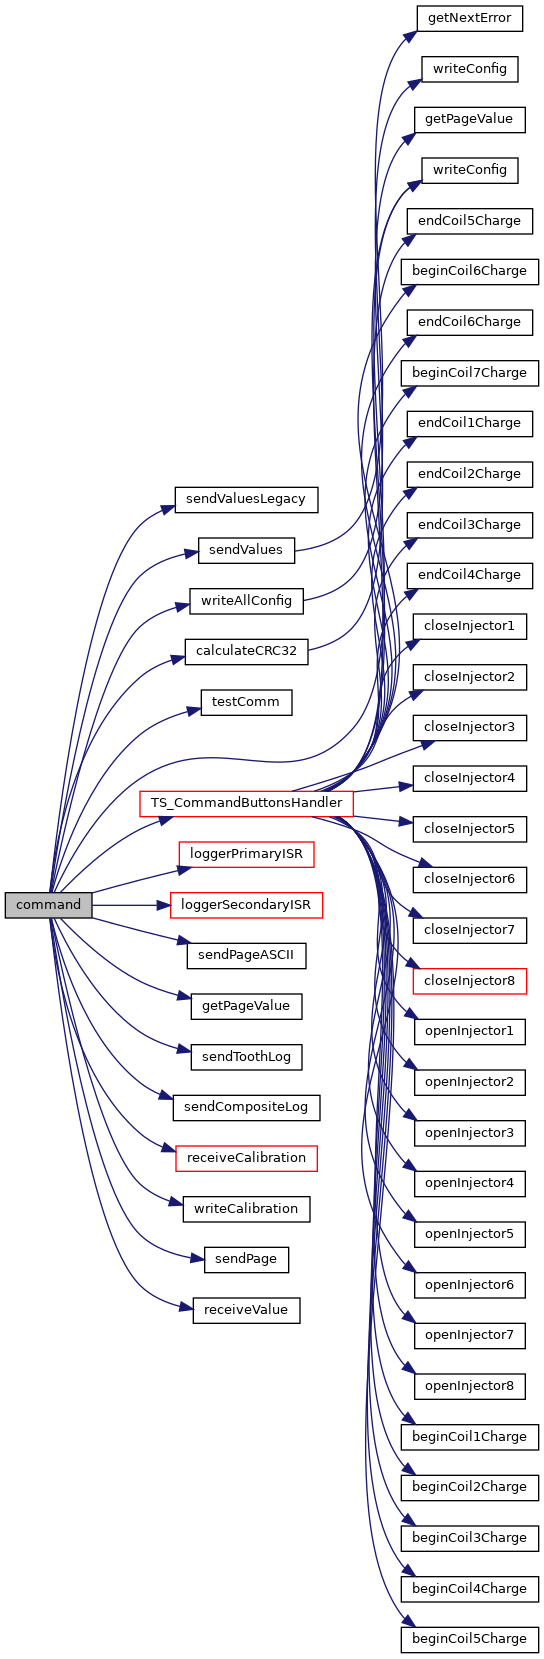 command
sendValuesLegacy
sendValues
writeAllConfig
calculateCRC32
testComm
TS_CommandButtonsHandler
loggerPrimaryISR
loggerSecondaryISR
sendPageASCII
getPageValue
sendToothLog
sendCompositeLog
receiveCalibration
writeCalibration
sendPage
receiveValue
getNextError
writeConfig
getPageValue
writeConfig
endCoil5Charge
beginCoil6Charge
endCoil6Charge
beginCoil7Charge
endCoil1Charge
endCoil2Charge
endCoil3Charge
endCoil4Charge
closeInjector1
closeInjector2
closeInjector3
closeInjector4
closeInjector5
closeInjector6
closeInjector7
closeInjector8
openInjector1
openInjector2
openInjector3
openInjector4
openInjector5
openInjector6
openInjector7
openInjector8
beginCoil1Charge
beginCoil2Charge
beginCoil3Charge
beginCoil4Charge
beginCoil5Charge